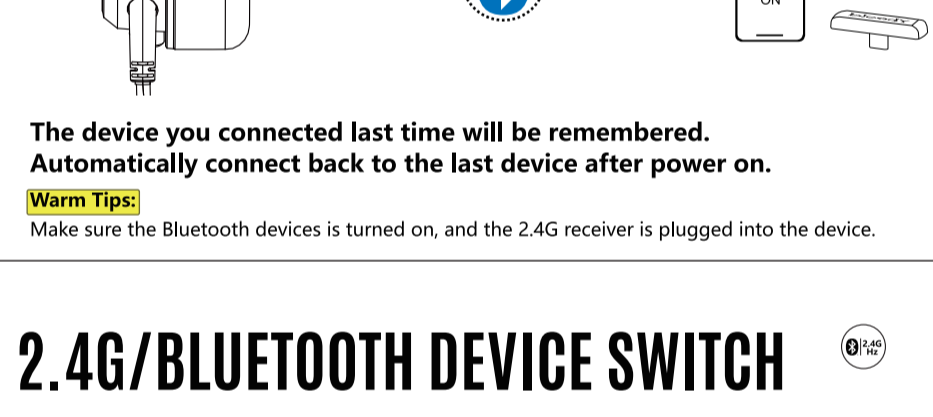 ON
The device you connected last time will be remembered.
Automatically connect back to the last device after power on.
Warm Tips:
Make sure the Bluetooth devices is turned on, and the 2.4G receiver is plugged into the device.
2.4G/BLUETOOTH DEVICE SWITCH
2.4G
Hz